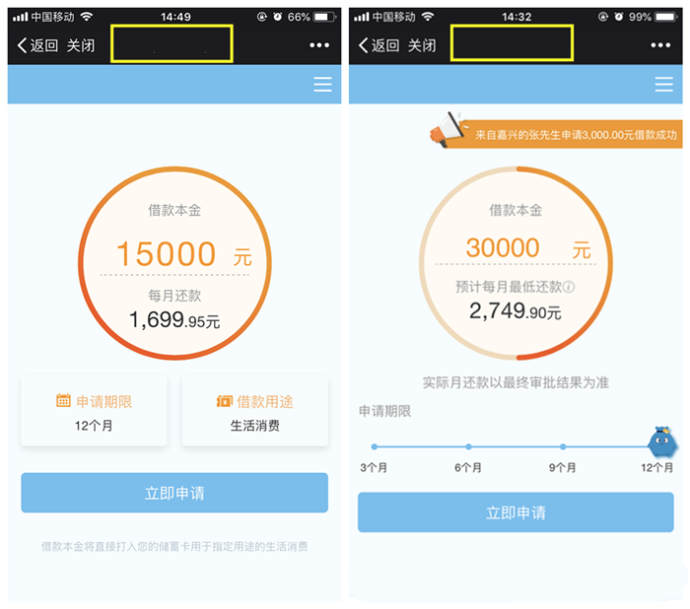 中国移动 14:49 66%
返回 关闭
借款本金
15000 元
每月还款
1,699.95元
申请期限
12个月
借款用途
生活消费
立即申请
借款本金将直接打入您的储蓄卡用于指定用途的生活消费
中国移动 14:32 99%
返回 关闭
来自嘉兴的张先生申请3,000.00元借款成功
借款本金
30000 元
预计每月最低还款
2,749.90元
实际月还款以最终审批结果为准
申请期限
3个月 6个月 9个月 12个月
立即申请